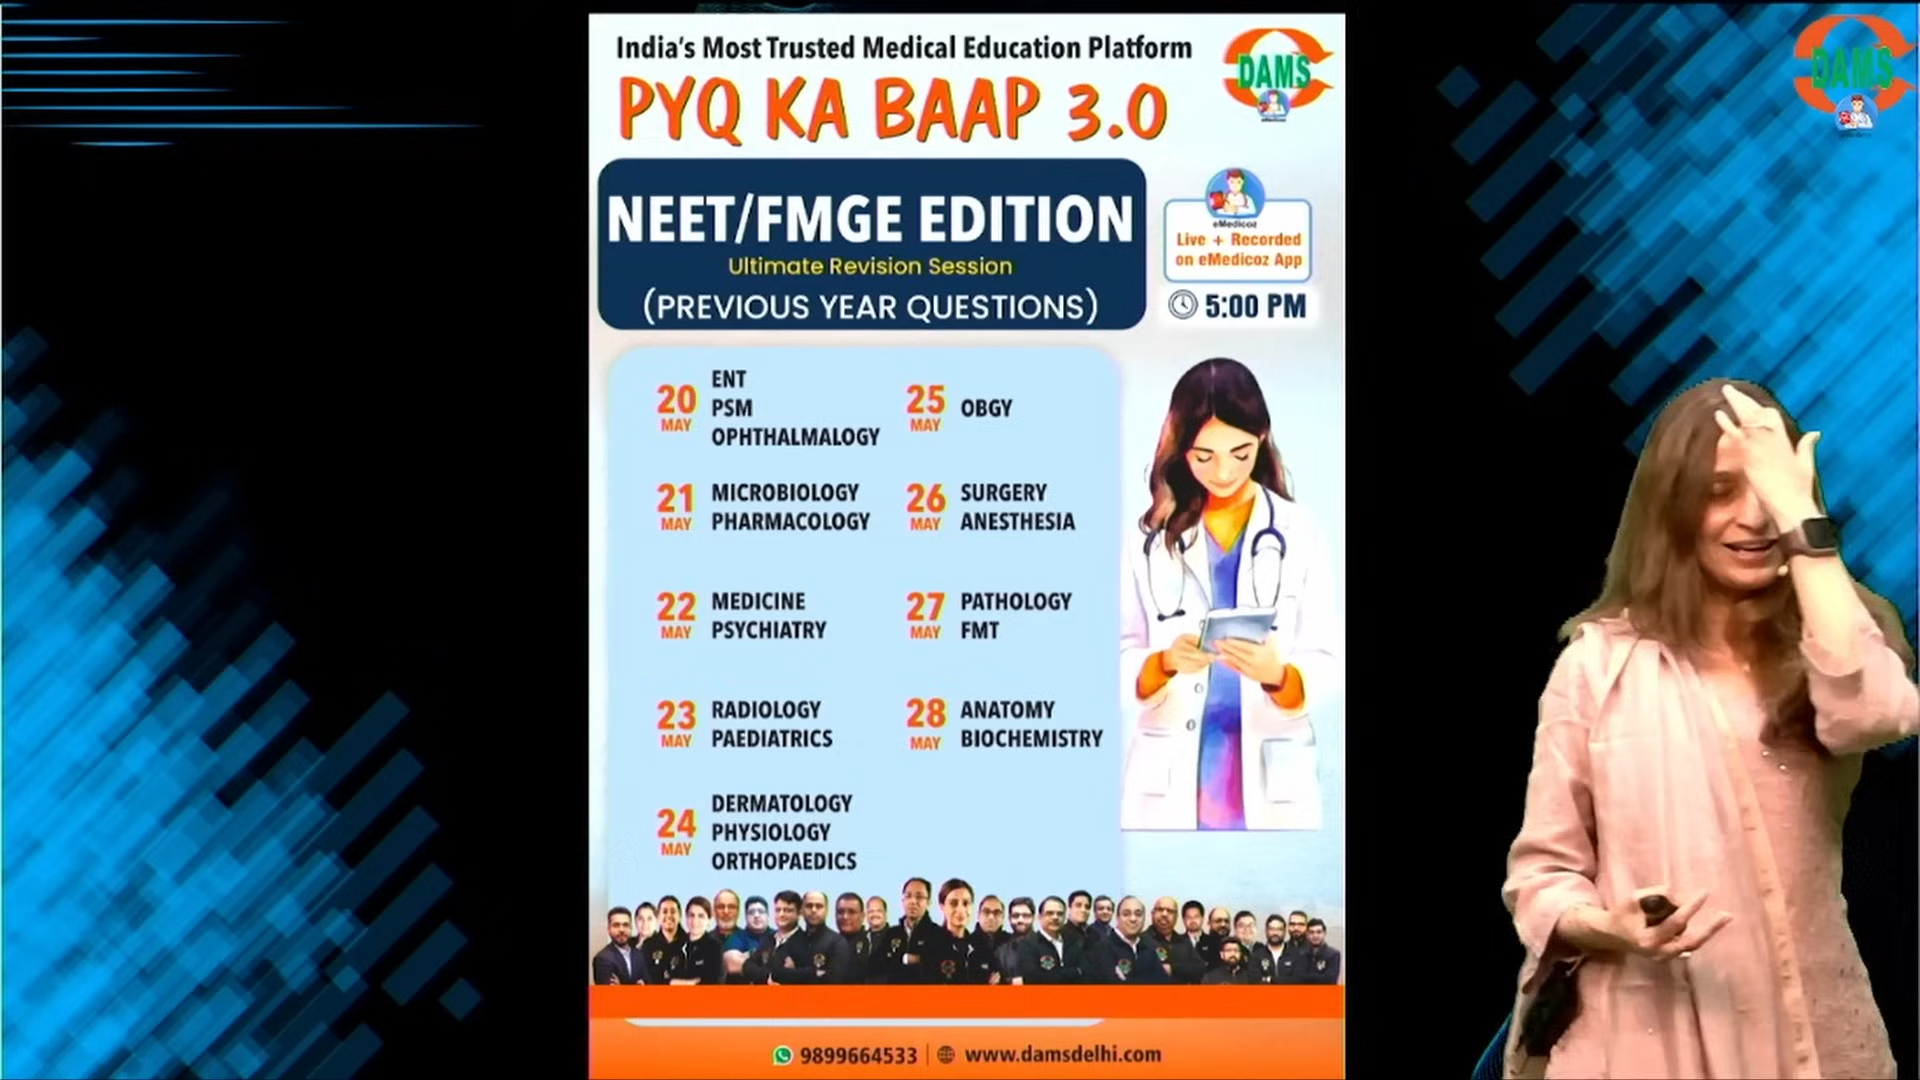 India's Most Trusted Medical Education Platform
PYQ KA BAAP 3.0
DAMS
NEET/FMGE EDITION
Ultimate Revision Session
(PREVIOUS YEAR QUESTIONS)
eMedicoz
Live + Recorded
on eMedicoz App
5:00 PM
20 MAY
ENT
PSM
OPHTHALMALOGY
21 MAY
MICROBIOLOGY
PHARMACOLOGY
22 MAY
MEDICINE
PSYCHIATRY
23 MAY
RADIOLOGY
PAEDIATRICS
24 MAY
DERMATOLOGY
PHYSIOLOGY
ORTHOPAEDICS
25 MAY
OBGY
26 MAY
SURGERY
ANESTHESIA
27 MAY
PATHOLOGY
FMT
28 MAY
ANATOMY
BIOCHEMISTRY
9899664533 | www.damsdelhi.com
DAMS